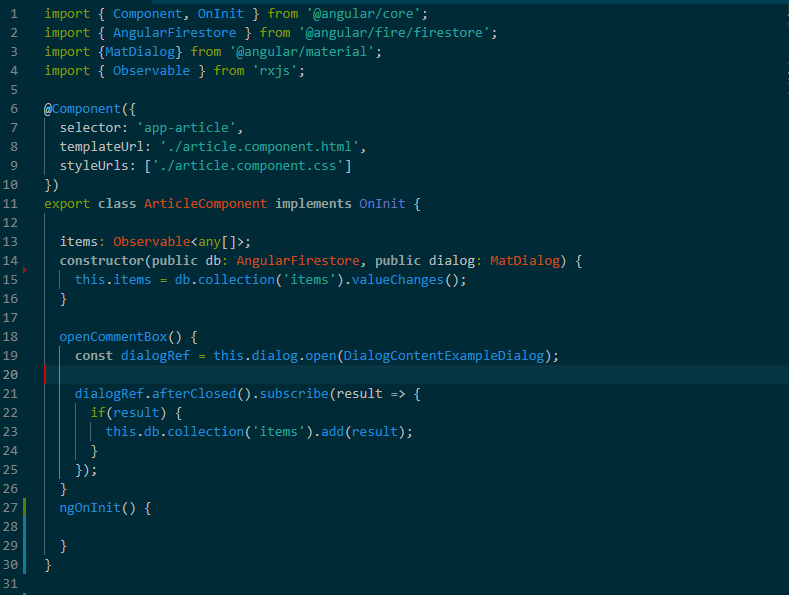 1 import { Component, OnInit } from '@angular/core';
2 import { AngularFirestore } from '@angular/fire/firestore';
3 import {MatDialog} from '@angular/material';
4 import { Observable } from 'rxjs';
5
6 @Component({
7   selector: 'app-article',
8   templateUrl: './article.component.html',
9   styleUrls: ['./article.component.css']
10 })
11 export class ArticleComponent implements OnInit {
12
13   items: Observable<any[]>;
14   constructor(public db: AngularFirestore, public dialog: MatDialog) {
15     this.items = db.collection('items').valueChanges();
16   }
17
18   openCommentBox() {
19     const dialogRef = this.dialog.open(DialogContentExampleDialog);
20
21     dialogRef.afterClosed().subscribe(result => {
22       if(result) {
23         this.db.collection('items').add(result);
24       }
25     });
26   }
27   ngOnInit() {
28
29   }
30 }
31